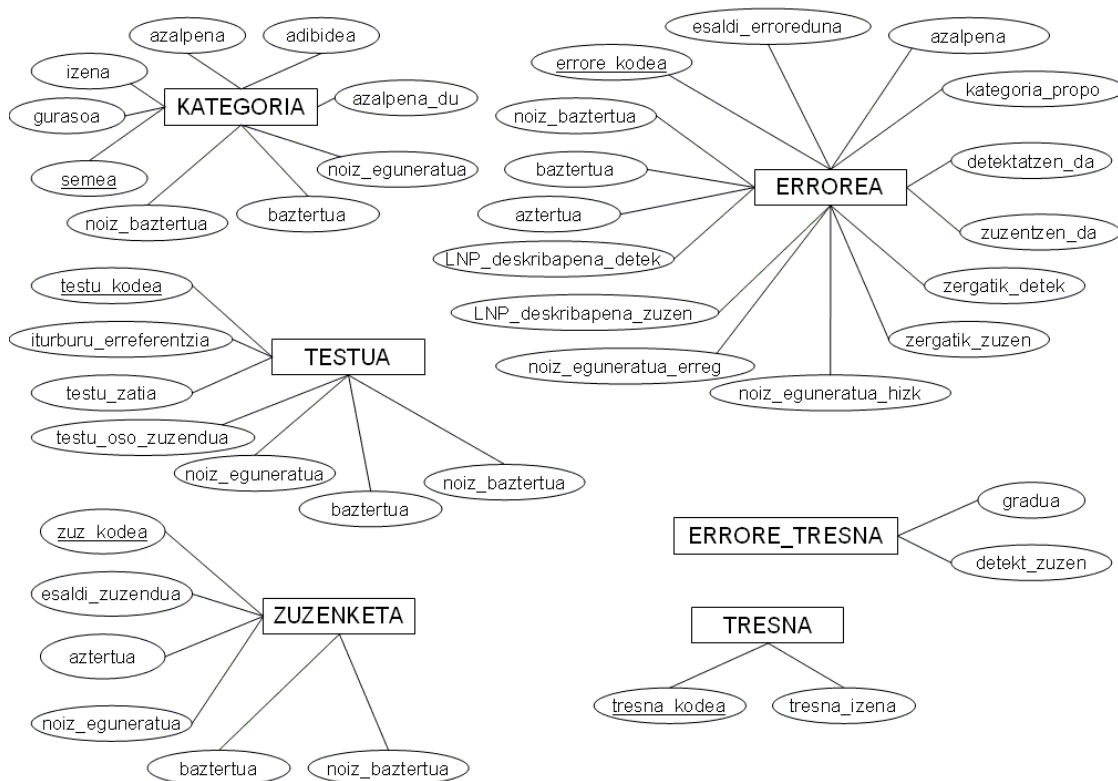 azalpena
adibidea
izena
KATEGORIA
azalpena_du
gurasoa
noiz_eguneratua
semea
noiz_baztertua
baztertua
esaldi_erroreduna
azalpena
errore_kodea
kategoria_propo
noiz_baztertua
detektatzen_da
baztertua
ERROREA
aztertua
zuzentzen_da
LNP_deskribapena_detek
zergatik_detek
LNP_deskribapena_zuzen
zergatik_zuzen
noiz_eguneratua_erreg
noiz_eguneratua_hizk
testu_kodea
iturburu_erreferentzia
TESTUA
testu_zatia
testu_oso_zuzendua
noiz_eguneratua
noiz_baztertua
baztertua
zuz_kodea
esaldi_zuzendua
ZUZENKETA
aztertua
noiz_eguneratua
baztertua
noiz_baztertua
gradua
ERRORE_TRESNA
detekt_zuzen
TRESNA
tresna_kodea
tresna_izena